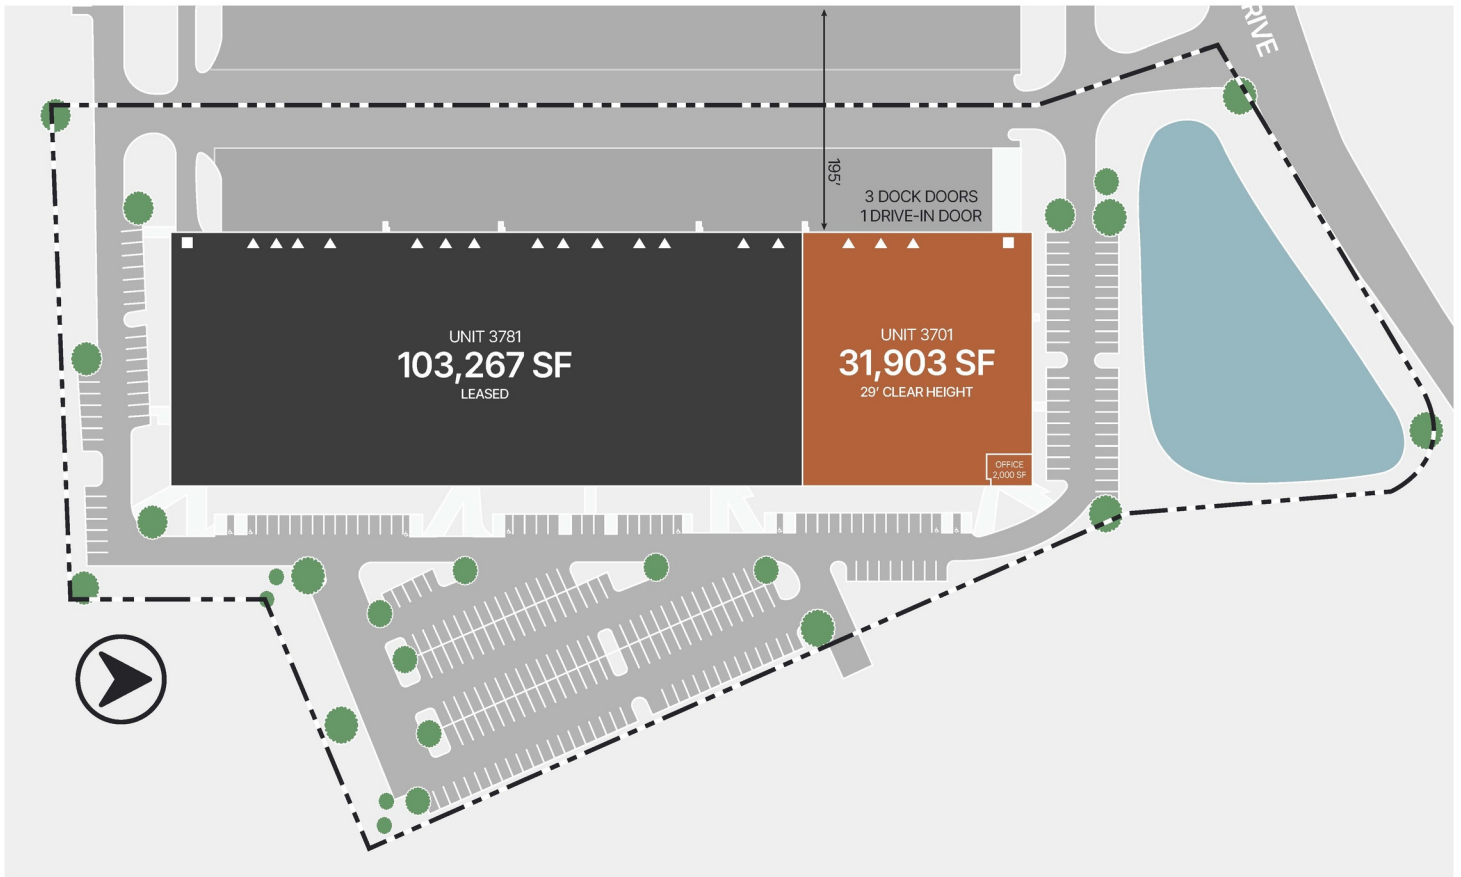 RIVE
195'
3 DOCK DOORS
1 DRIVE-IN DOOR
UNIT 3781
103,267 SF
LEASED
UNIT 3701
31,903 SF
29' CLEAR HEIGHT
OFFICE
2,000 SF